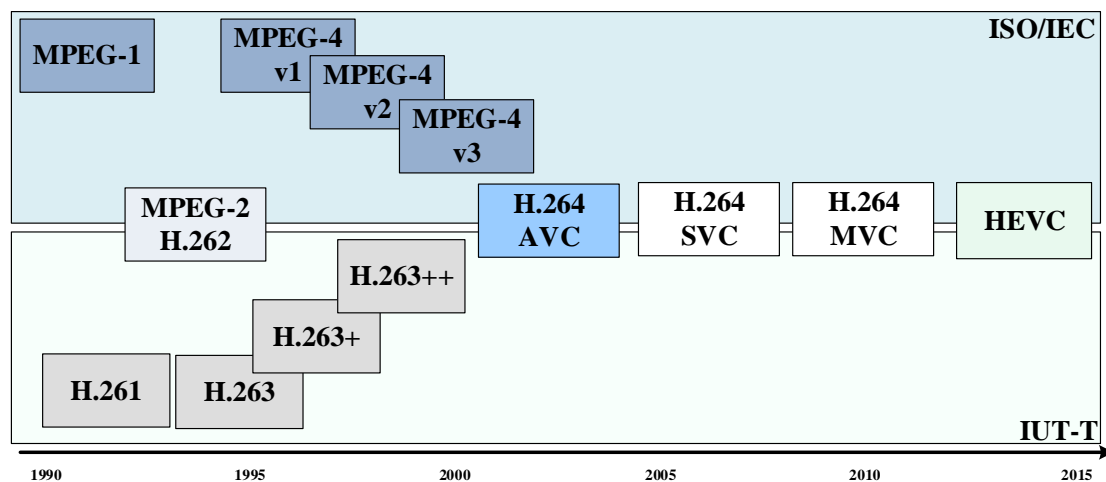 ISO/IEC
MPEG-1
MPEG-4
v1
MPEG-4
v2
MPEG-4
v3
MPEG-2
H.262
H.264
AVC
H.264
SVC
H.264
MVC
HEVC
H.263++
H.263+
H.261
H.263
IUT-T
1990
1995
2000
2005
2010
2015